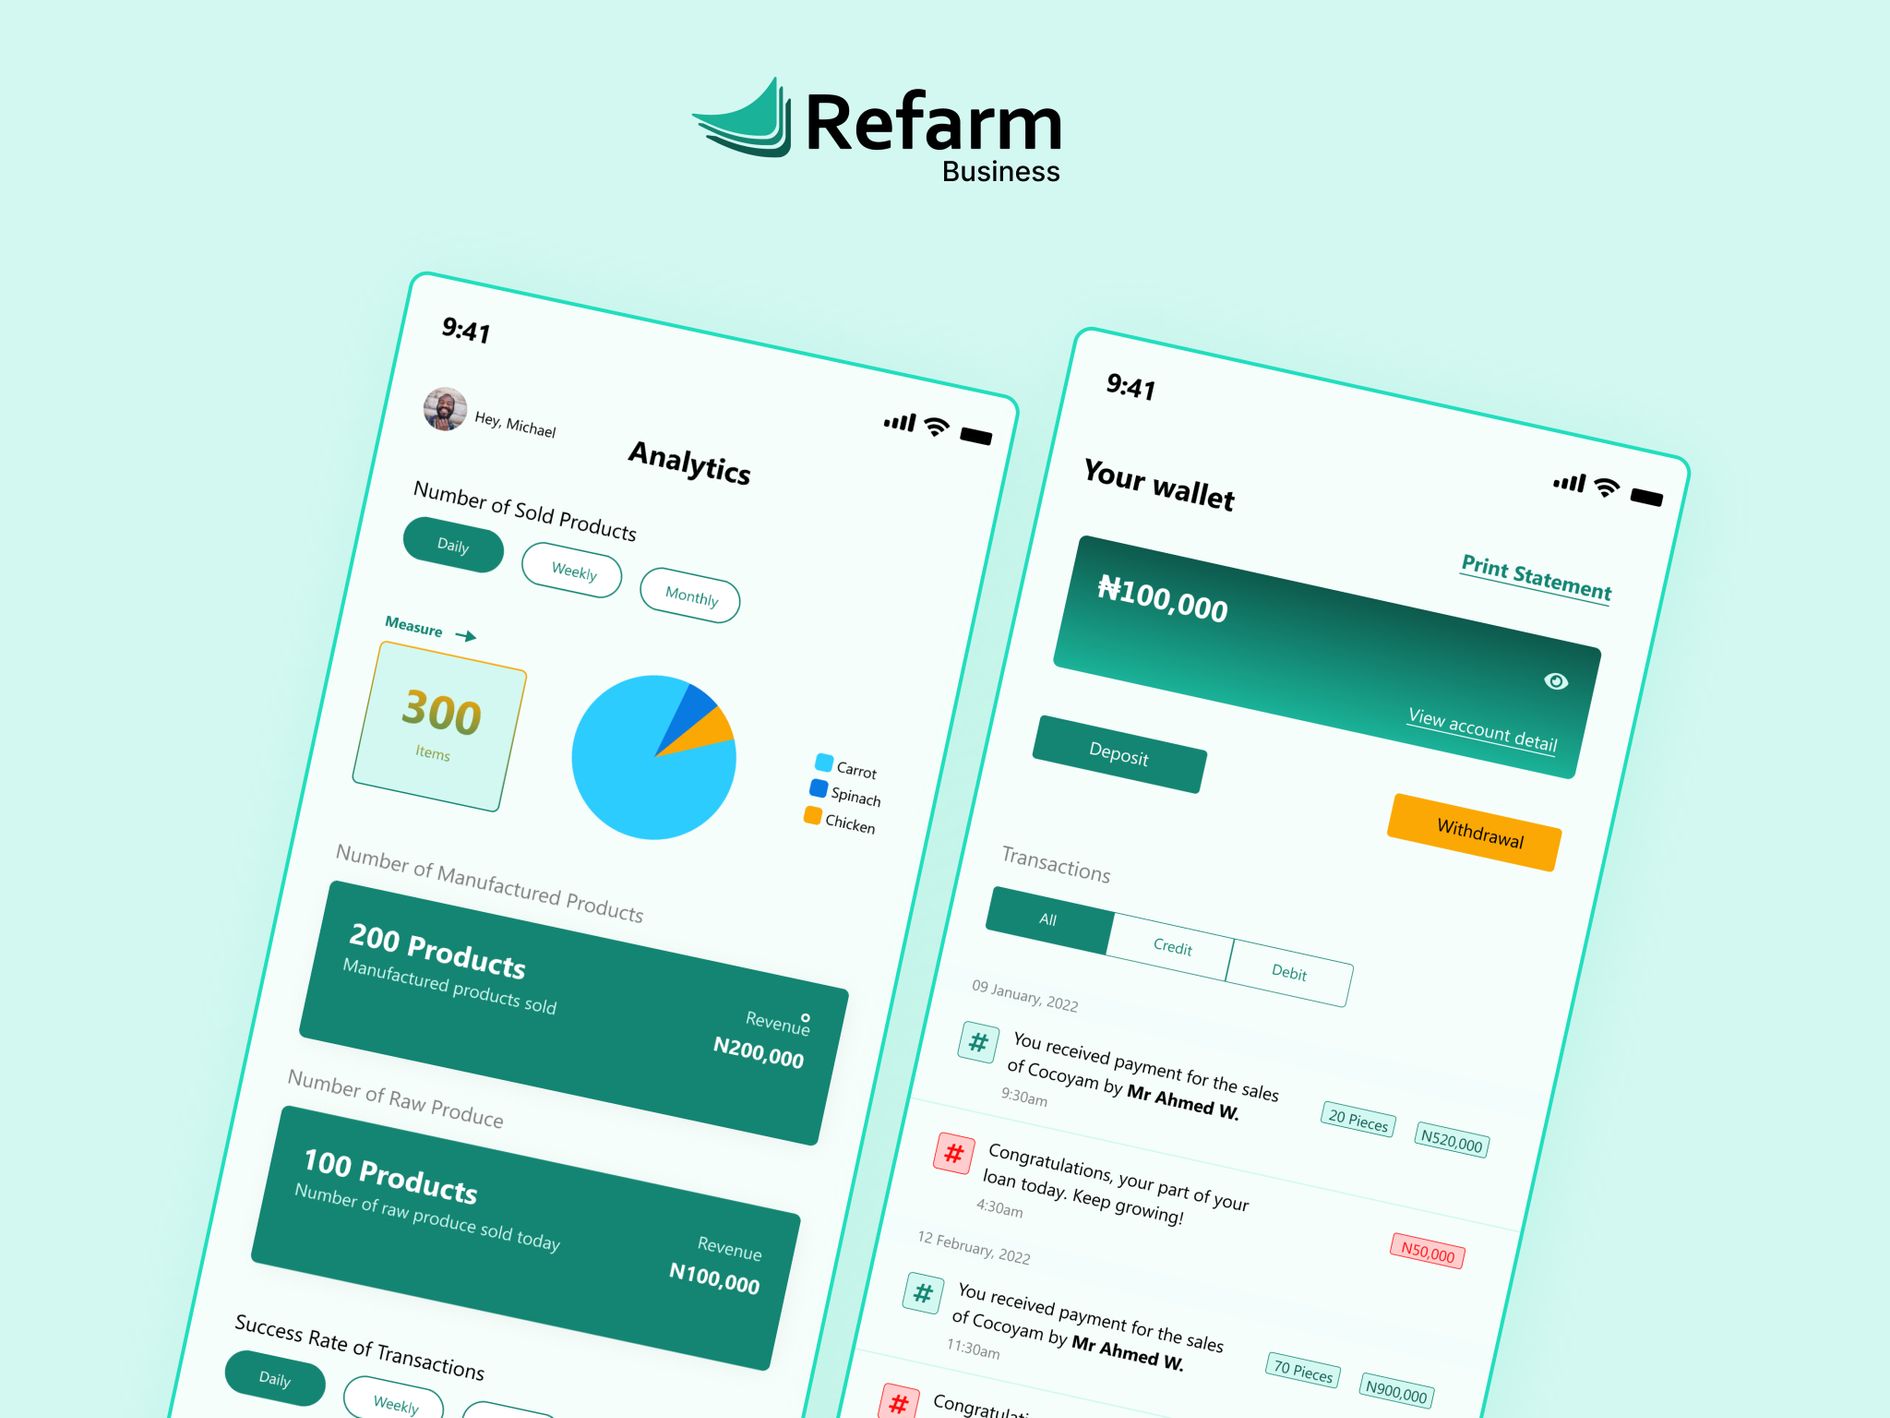 Refarm
Business
9:41
Hey, Michael
Analytics
Number of Sold Products
Daily
Weekly
Monthly
Measure
300
Items
Carrot
Spinach
Chicken
Number of Manufactured Products
200 Products
Manufactured products sold
Revenue
N200,000
Number of Raw Produce
100 Products
Number of raw produce sold today
Revenue
N100,000
Success Rate of Transactions
Daily
Weekly
9:41
Your wallet
Print Statement
₦100,000
View account detail
Deposit
Withdrawal
Transactions
All
Credit
Debit
09 January, 2022
#
You received payment for the sales
of Cocoyam by Mr Ahmed W.
9:30am
20 Pieces
N520,000
#
Congratulations, your part of your
loan today. Keep growing!
4:30am
N50,000
12 February, 2022
#
You received payment for the sales
of Cocoyam by Mr Ahmed W.
11:30am
70 Pieces
N900,000
#